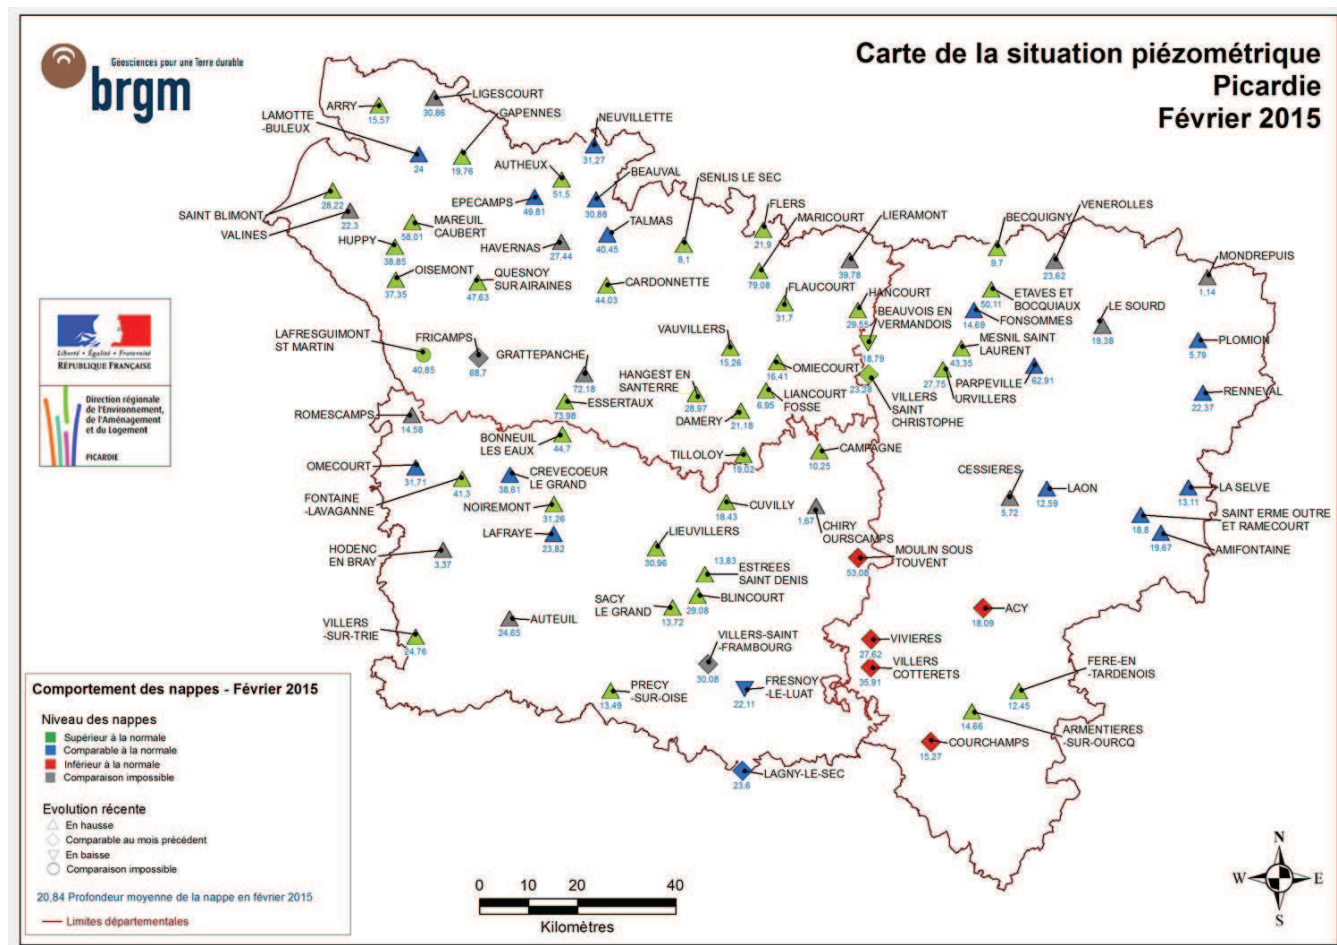 Géosciences pour une Terre durable
brgm
Carte de la situation piézométrique
Picardie
Février 2015
LIGESCOURT
30,86
ARRY
15,57
GAPENNES
19,76
LAMOTTE
-BULEUX
24
NEUVILLETTE
31,27
AUTHEUX
51,5
BEAUVAL
30,88
SENLIS LE SEC
8,1
EPECAMPS
49,81
SAINT BLIMONT
28,22
VALINES
22,3
MAREUIL
CAUBERT
58,01
TALMAS
40,45
FLERS
21,9
MARICOURT
79,08
LIERAMONT
39,78
BECQUIGNY
9,7
VENEROLLES
23,62
HUPPY
38,85
HAVERNAS
27,44
MONDREPUIS
1,14
OISEMONT
37,35
QUESNOY
SUR AIRAINES
47,63
CARDONNETTE
44,03
FLAUCOURT
31,7
HANCOURT
29,55
ETAVES ET
BOCQUIAUX
50,11
BEAUVOIS EN
VERMANDOIS
18,79
FONSOMMES
14,69
LE SOURD
19,38
LAFRESGUIMONT
ST MARTIN
40,85
FRICAMPS
68,7
VAUVILLERS
15,26
MESNIL SAINT
LAURENT
43,35
PLOMION
5,79
GRATTEPANCHE
72,18
OMIECOURT
16,41
HANGEST EN
SANTERRE
28,97
PARPEVILLE
62,91
URVILLERS
27,75
VILLERS
SAINT
CHRISTOPHE
23,28
LIANCOURT
FOSSE
6,95
RENNEVAL
22,37
ESSERTAUX
73,98
ROMESCAMPS
14,58
DAMERY
21,18
BONNEUIL
LES EAUX
44,7
TILLOLOY
19,02
CAMPAGNE
10,25
OMECOURT
31,71
CREVECOEUR
LE GRAND
38,61
CESSIERES
5,72
LAON
12,59
LA SELVE
13,11
FONTAINE
-LAVAGANNE
41,3
NOIREMONT
31,26
CUVILLY
18,43
CHIRY
OURSCAMPS
1,67
SAINT ERME OUTRE
ET RAMECOURT
18,8
LAFRAYE
23,82
LIEUVILLERS
30,96
AMIFONTAINE
19,67
HODENC
EN BRAY
3,37
MOULIN SOUS
TOUVENT
53,08
13,83
ESTREES
SAINT DENIS
BLINCOURT
29,08
SACY
LE GRAND
13,72
ACY
18,09
AUTEUIL
24,65
VILLERS
-SUR-TRIE
24,76
VILLERS-SAINT
-FRAMBOURG
30,08
VIVIERES
27,62
VILLERS
COTTERETS
35,91
FERE-EN
-TARDENOIS
12,45
PRECY
-SUR-OISE
13,49
FRESNOY
-LE-LUAT
22,11
ARMENTIERES
-SUR-OURCQ
14,66
COURCHAMPS
15,27
LAGNY-LE-SEC
23,6
Liberté • Égalité • Fraternité
RÉPUBLIQUE FRANÇAISE
Direction régionale
de l'Environnement,
de l'Aménagement
et du Logement
PICARDIE
Comportement des nappes - Février 2015
Niveau des nappes
Supérieur à la normale
Comparable à la normale
Inférieur à la normale
Comparaison impossible
Evolution récente
En hausse
Comparable au mois précédent
En baisse
Comparaison impossible
20,84 Profondeur moyenne de la nappe en février 2015
Limites départementales
0 10 20 40
Kilomètres
N
W E
S